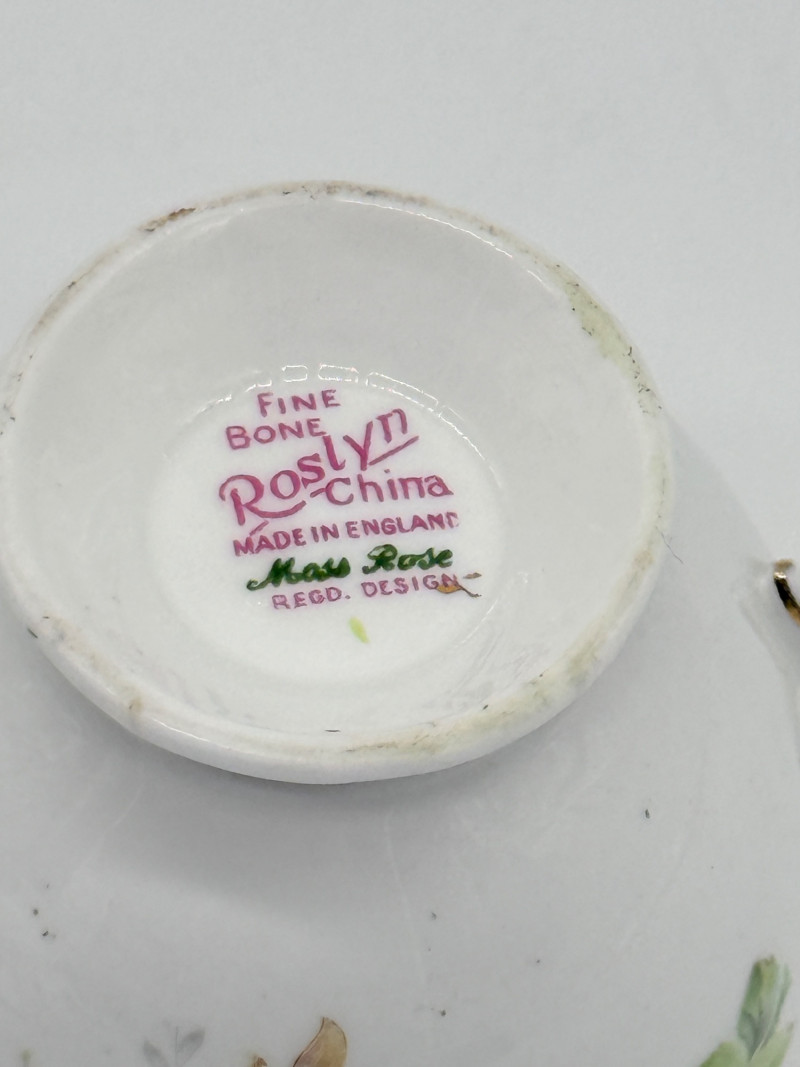 FINE
BONE
Roslyn
China
MADE IN ENGLAND
Moss Rose
REGD. DESIGN